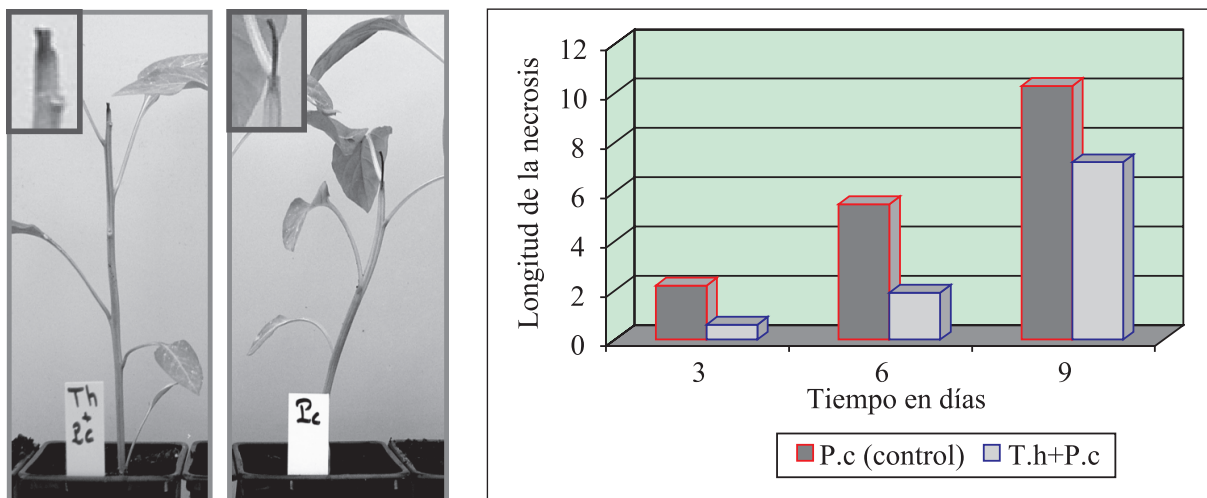 Th
+
Pc
Pc
Longitud de la necrosis
12
10
8
6
4
2
0
3
6
9
Tiempo en días
P.c (control)
T.h+P.c